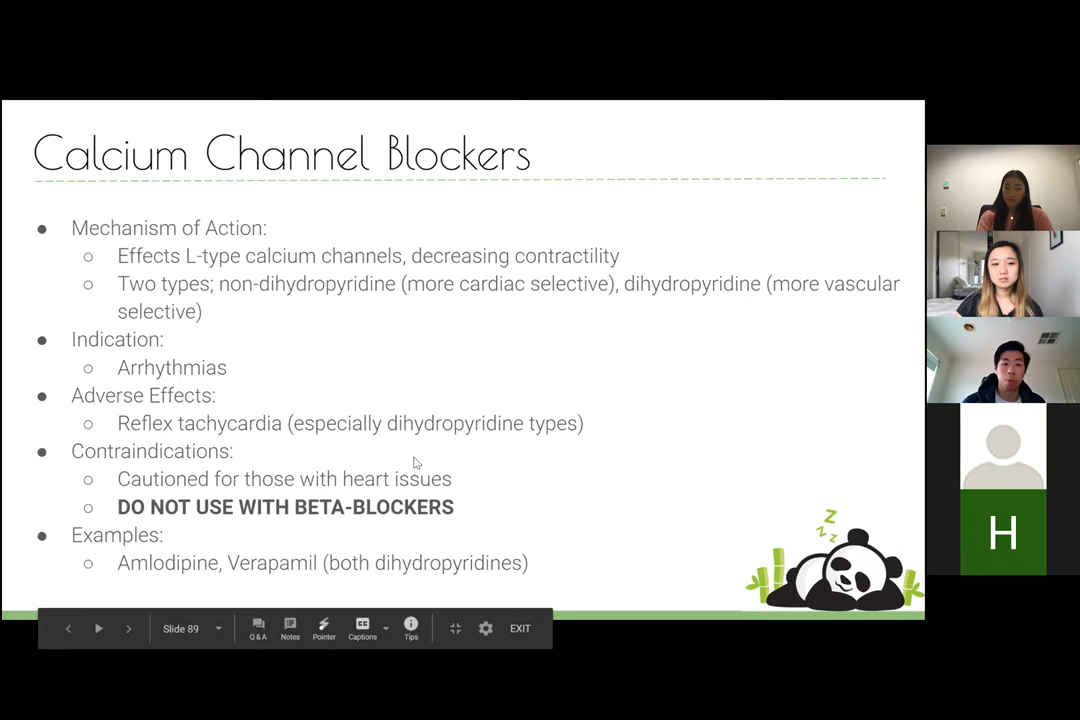 Calcium Channel Blockers
● Mechanism of Action:
○ Effects L-type calcium channels, decreasing contractility
○ Two types; non-dihydropyridine (more cardiac selective), dihydropyridine (more vascular
selective)
● Indication:
○ Arrhythmias
● Adverse Effects:
○ Reflex tachycardia (especially dihydropyridine types)
● Contraindications:
○ Cautioned for those with heart issues
○ DO NOT USE WITH BETA-BLOCKERS
● Examples:
○ Amlodipine, Verapamil (both dihydropyridines)
Z
Z
Z
H
Slide 89
Q & A
Notes
Pointer
Captions
Tips
EXIT